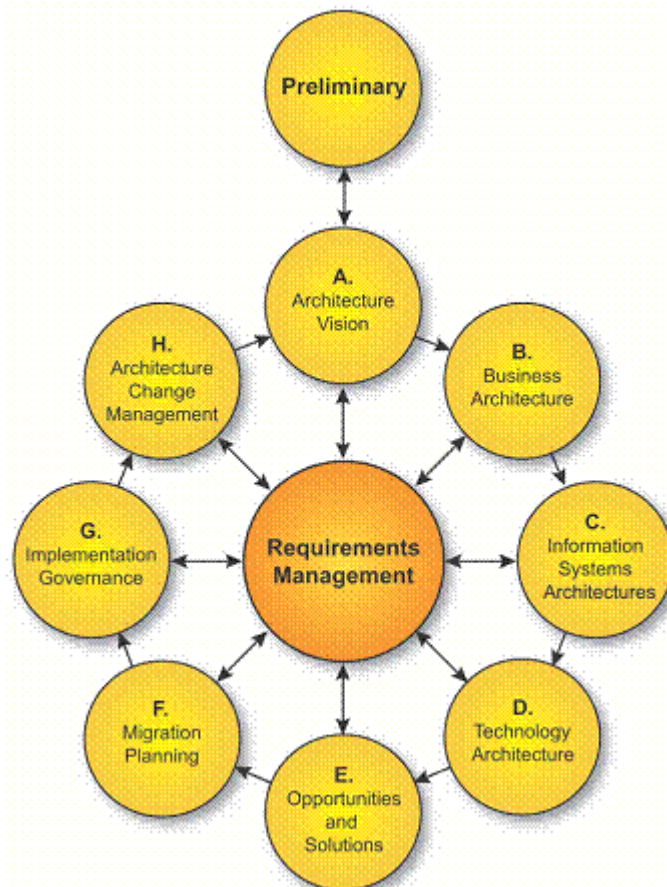 Preliminary
A.
Architecture
Vision
B.
Business
Architecture
C.
Information
Systems
Architectures
D.
Technology
Architecture
E.
Opportunities
and
Solutions
F.
Migration
Planning
G.
Implementation
Governance
H.
Architecture
Change
Management
Requirements
Management